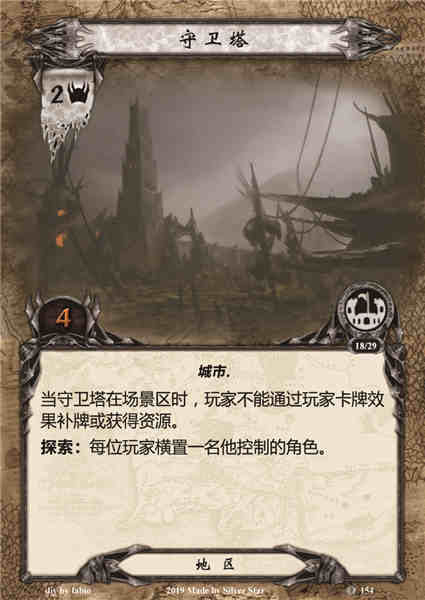 守卫塔
2
4
18/29
城市.
当守卫塔在场景区时，玩家不能通过玩家卡牌效
果补牌或获得资源。
探索：每位玩家横置一名他控制的角色。
地区
diy by fabio
2019 Made by Silver Star
154